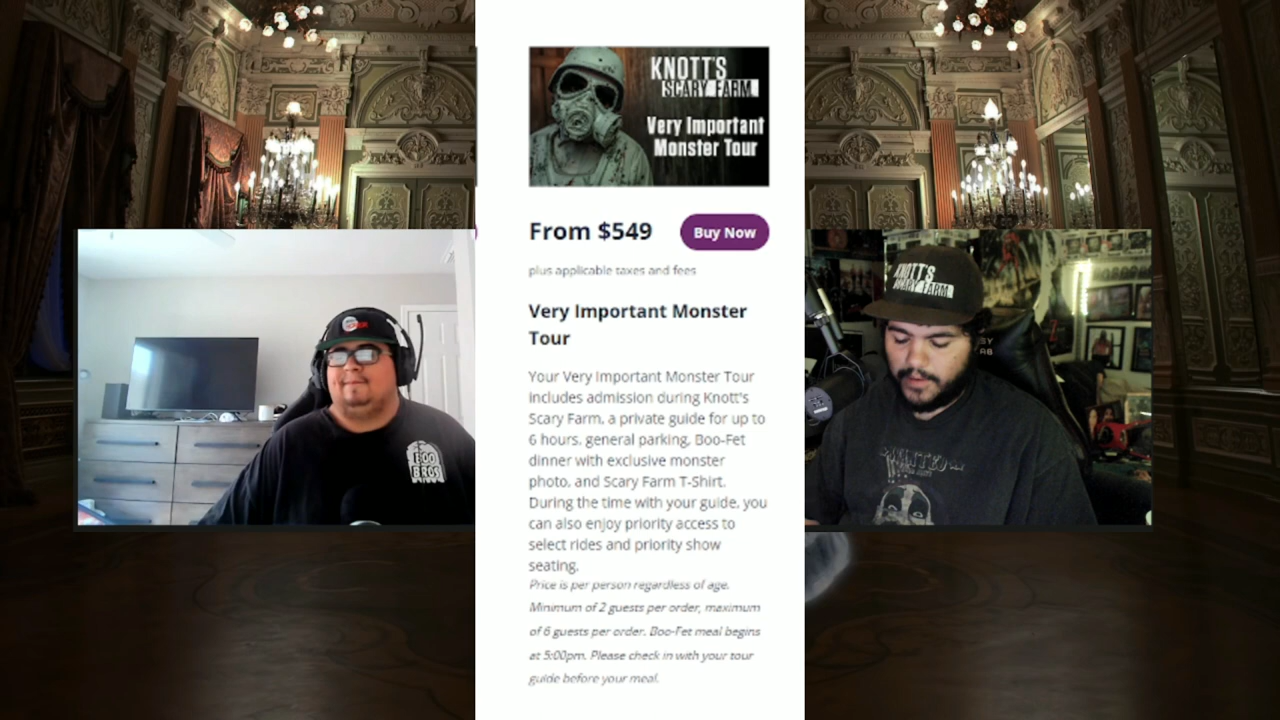 KNOTT'S
SCARY FARM
Very Important
Monster Tour
From $549
Buy Now
plus applicable taxes and fees
Very Important Monster
Tour
Your Very Important Monster Tour
includes admission during Knott's
Scary Farm, a private guide for up to
6 hours, general parking, Boo-Fet
dinner with exclusive monster
photo, and Scary Farm T-Shirt.
During the time with your guide, you
can also enjoy priority access to
select rides and priority show
seating.
Price is per person regardless of age.
Minimum of 2 guests per order, maximum
of 6 guests per order. Boo-Fet meal begins
at 5:00pm. Please check in with your tour
guide before your meal.
BOO
BROS
KNOTT'S
SCARY FARM